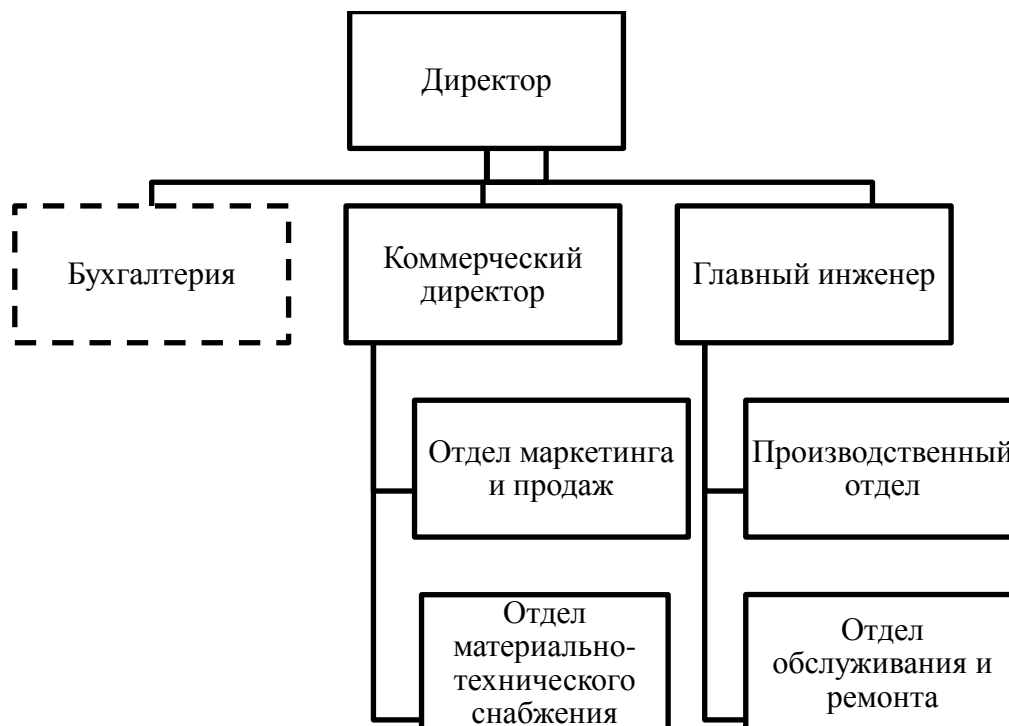 Директор
Бухгалтерия
Коммерческий
директор
Главный инженер
Отдел маркетинга
и продаж
Производственный
отдел
Отдел
материально-
технического
снабжения
Отдел
обслуживания и
ремонта